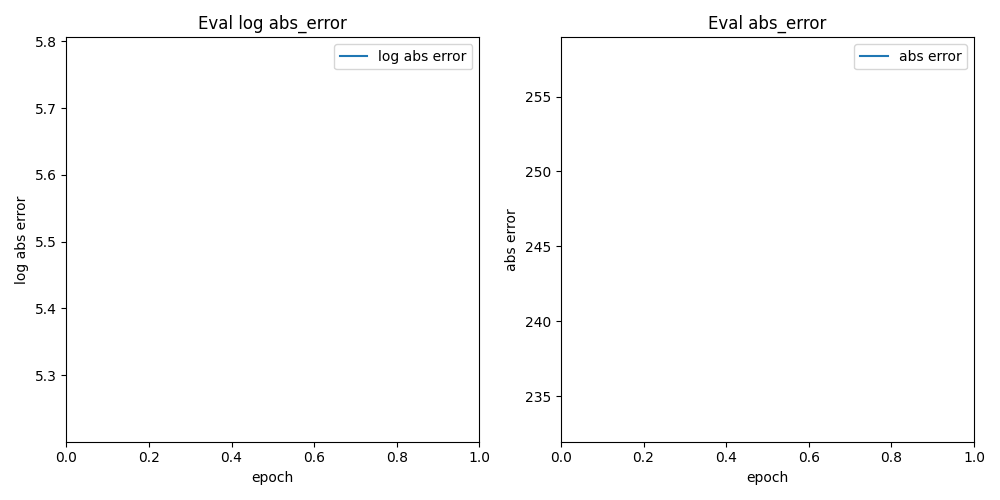 Eval log abs_error
5.8
5.7
5.6
5.5
5.4
5.3
log abs error
log abs error
0.0 0.2 0.4 0.6 0.8 1.0
epoch
Eval abs_error
255
250
245
240
235
abs error
abs error
0.0 0.2 0.4 0.6 0.8 1.0
epoch